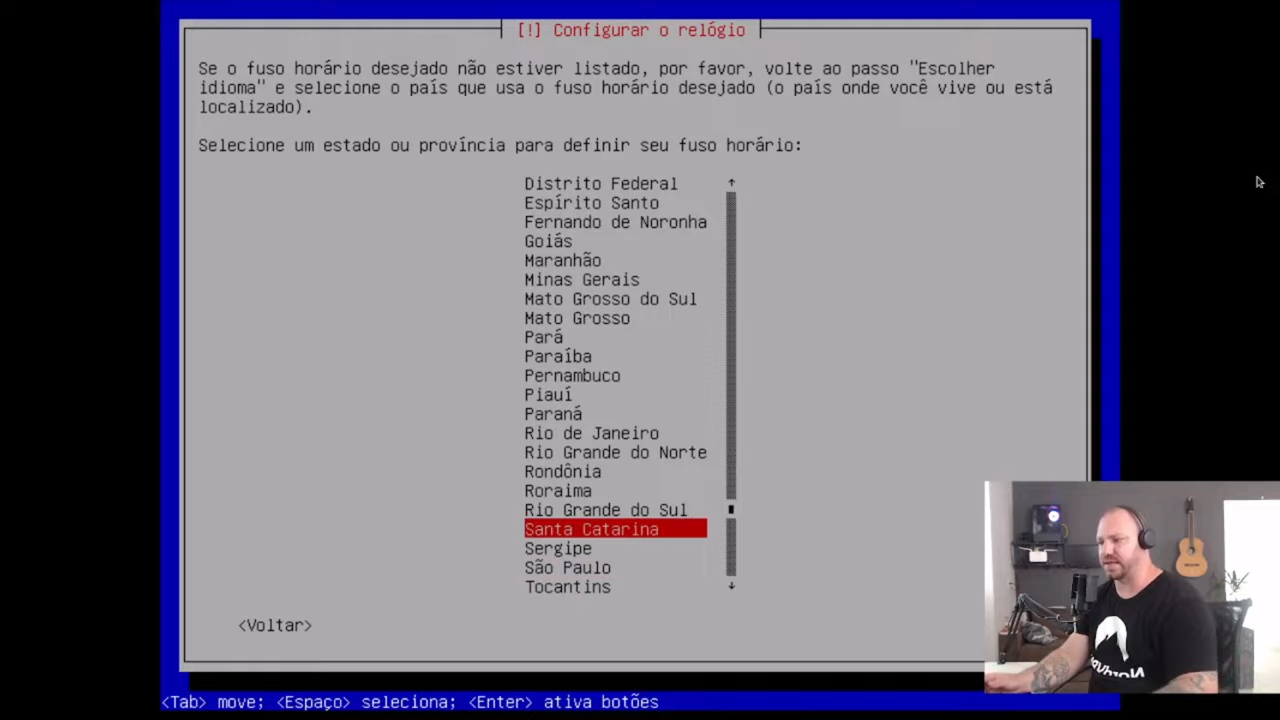 [!] Configurar o relógio
Se o fuso horário desejado não estiver listado, por favor, volte ao passo "Escolher
idioma" e selecione o país que usa o fuso horário desejado (o país onde você vive ou está
localizado).
Selecione um estado ou província para definir seu fuso horário:
Distrito Federal
Espírito Santo
Fernando de Noronha
Goiás
Maranhão
Minas Gerais
Mato Grosso do Sul
Mato Grosso
Pará
Paraíba
Pernambuco
Piauí
Paraná
Rio de Janeiro
Rio Grande do Norte
Rondônia
Roraima
Rio Grande do Sul
Santa Catarina
Sergipe
São Paulo
Tocantins
<Voltar>
<Tab> move; <Espaço> seleciona; <Enter> ativa botões